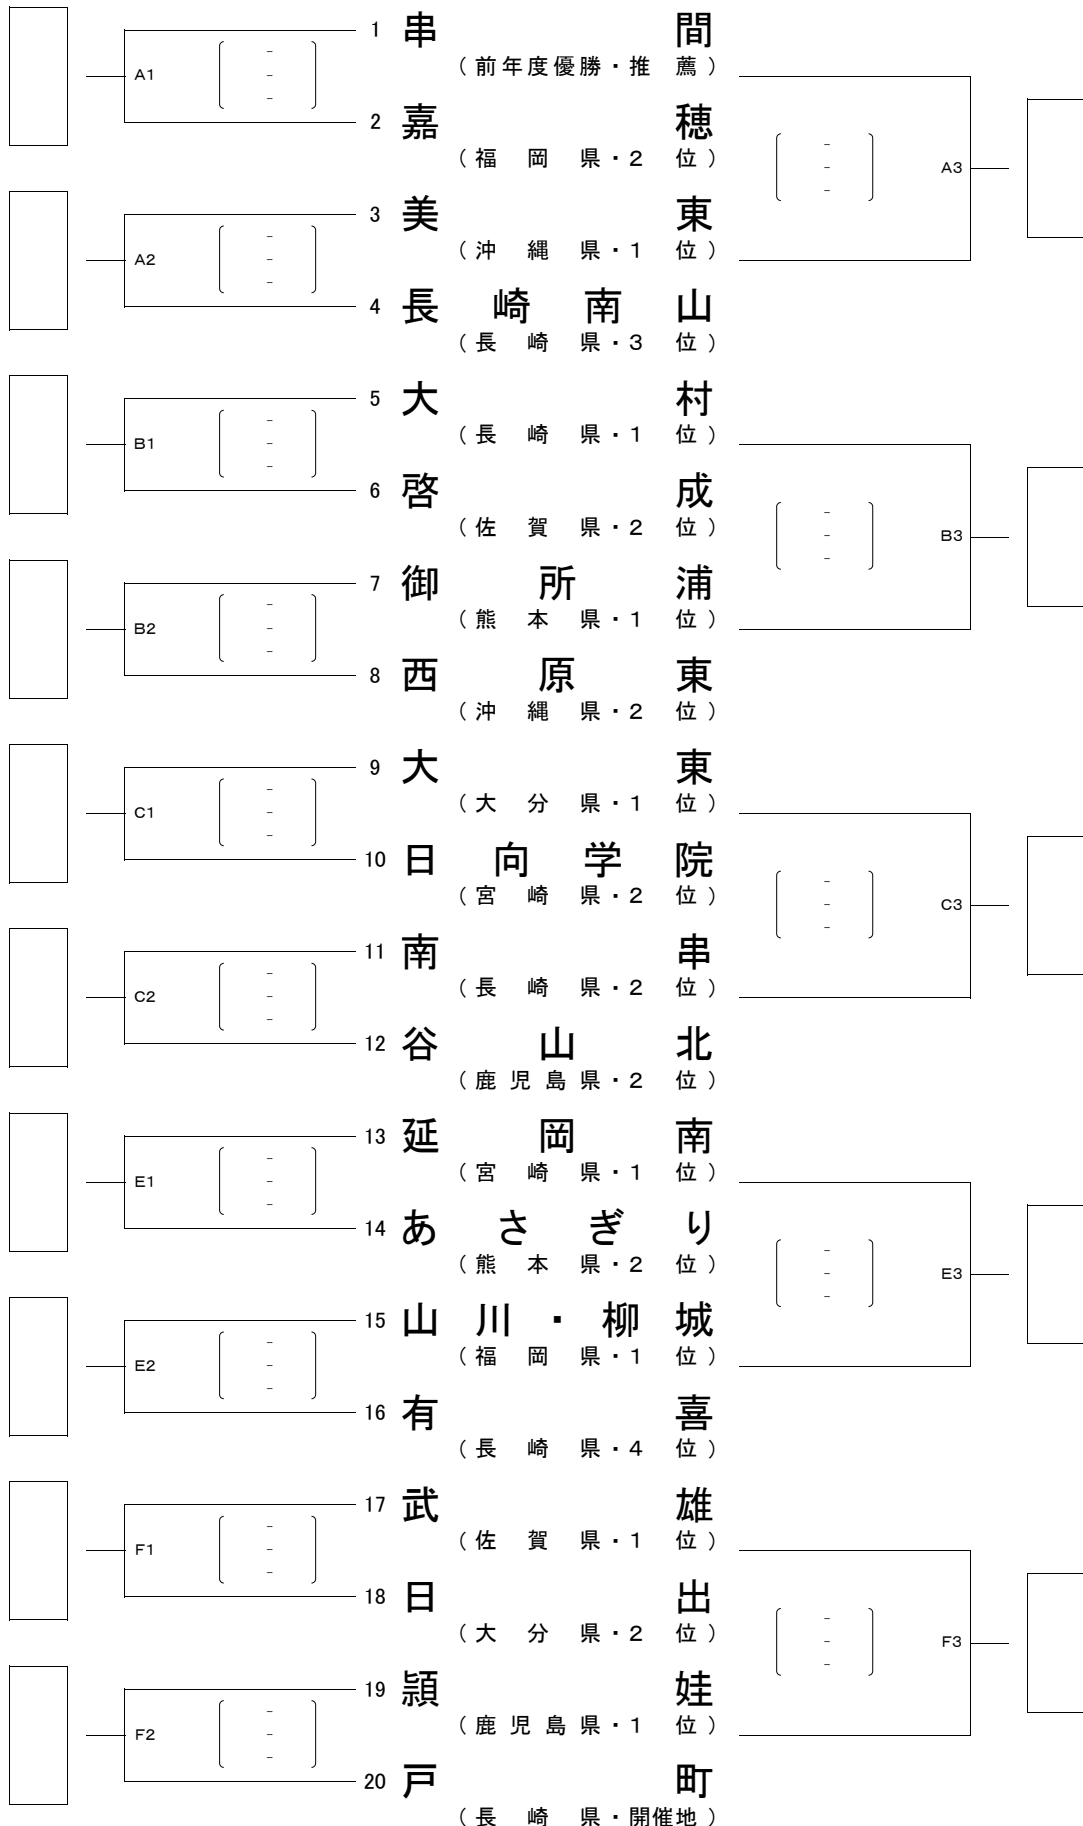 1 串間
(前年度優勝・推薦)
A1
2 嘉穂
(福岡県・2位)
A3
3 美東
(沖縄県・1位)
A2
4 長崎南山
(長崎県・3位)
5 大村
(長崎県・1位)
B1
6 啓成
(佐賀県・2位)
B3
7 御所浦
(熊本県・1位)
B2
8 西原東
(沖縄県・2位)
9 大東
(大分県・1位)
C1
10 日向学院
(宮崎県・2位)
C3
11 南串
(長崎県・2位)
C2
12 谷山北
(鹿児島県・2位)
13 延岡南
(宮崎県・1位)
E1
14 あさぎり
(熊本県・2位)
E3
15 山川・柳城
(福岡県・1位)
E2
16 有喜
(長崎県・4位)
17 武雄
(佐賀県・1位)
F1
18 日出
(大分県・2位)
F3
19 頴娃
(鹿児島県・1位)
F2
20 戸町
(長崎県・開催地)